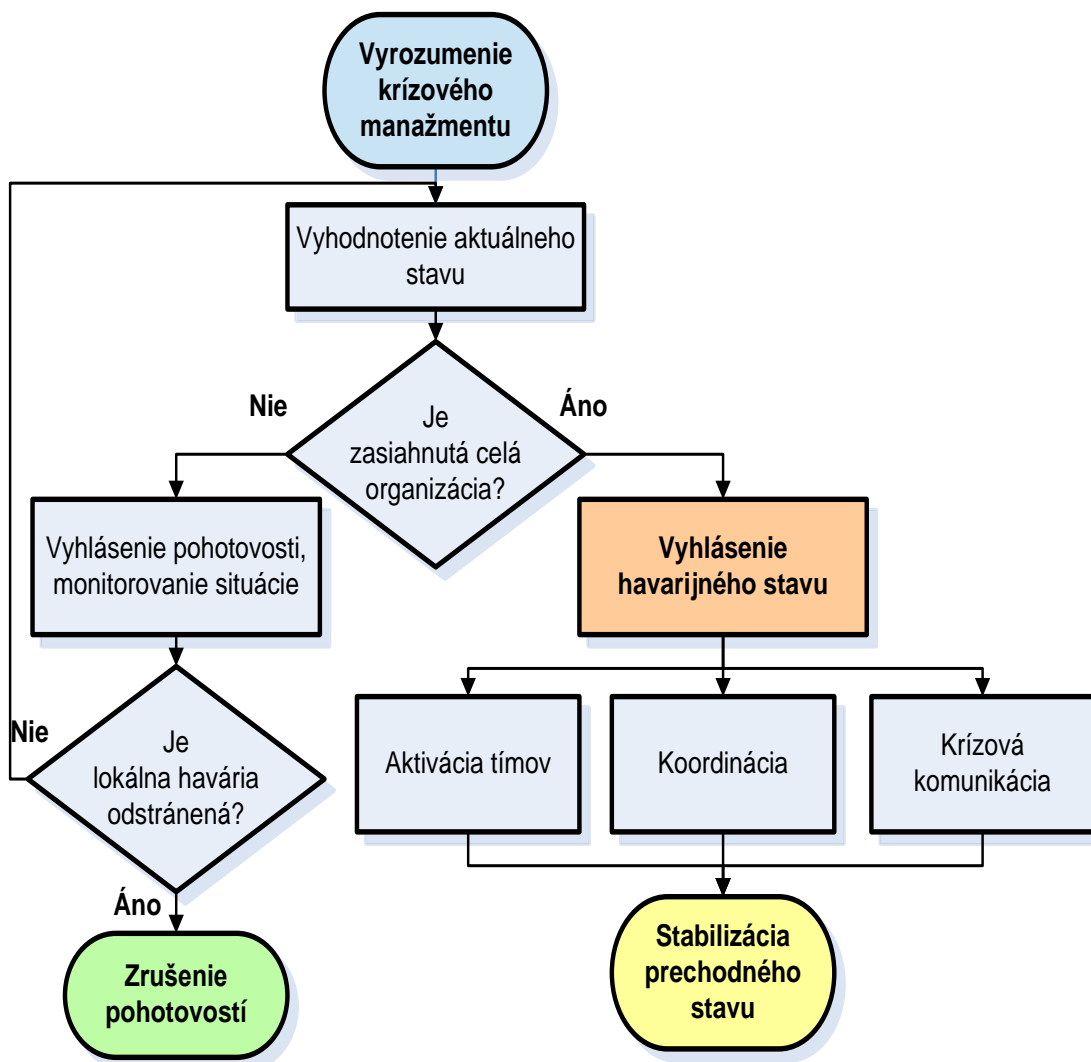 Vyrozumenie
krízového
manažmentu
Vyhodnotenie aktuálneho
stavu
Nie
Áno
Je
zasiahnutá celá
organizácia?
Vyhlásenie pohotovosti,
monitorovanie situácie
Vyhlásenie
havarijného stavu
Nie
Je
lokálna havária
odstránená?
Aktivácia tímov
Koordinácia
Krízová
komunikácia
Áno
Zrušenie
pohotovostí
Stabilizácia
prechodného
stavu